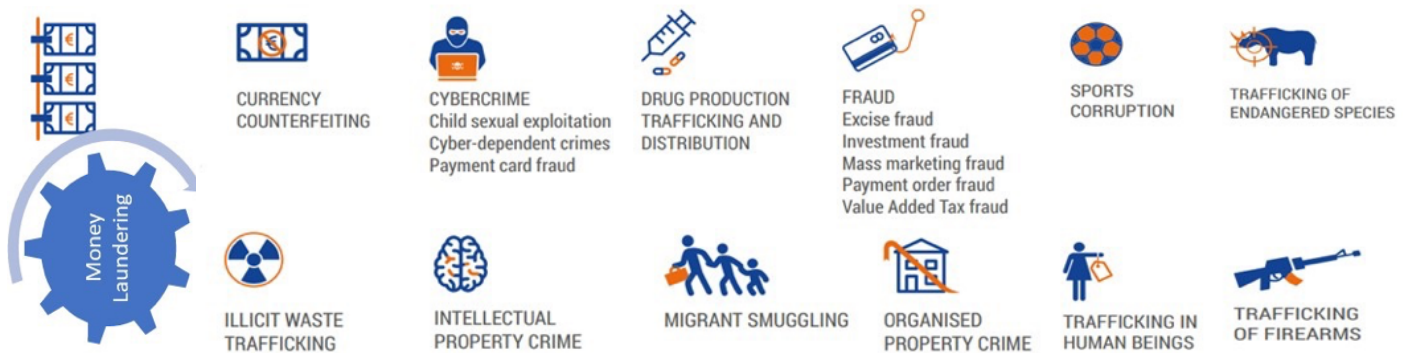 CURRENCY
COUNTERFEITING
CYBERCRIME
Child sexual exploitation
Cyber-dependent crimes
Payment card fraud
DRUG PRODUCTION
TRAFFICKING AND
DISTRIBUTION
FRAUD
Excise fraud
Investment fraud
Mass marketing fraud
Payment order fraud
Value Added Tax fraud
SPORTS
CORRUPTION
TRAFFICKING OF
ENDANGERED SPECIES
Money
Laundering
ILLICIT WASTE
TRAFFICKING
INTELLECTUAL
PROPERTY CRIME
MIGRANT SMUGGLING
ORGANISED
PROPERTY CRIME
TRAFFICKING IN
HUMAN BEINGS
TRAFFICKING
OF FIREARMS